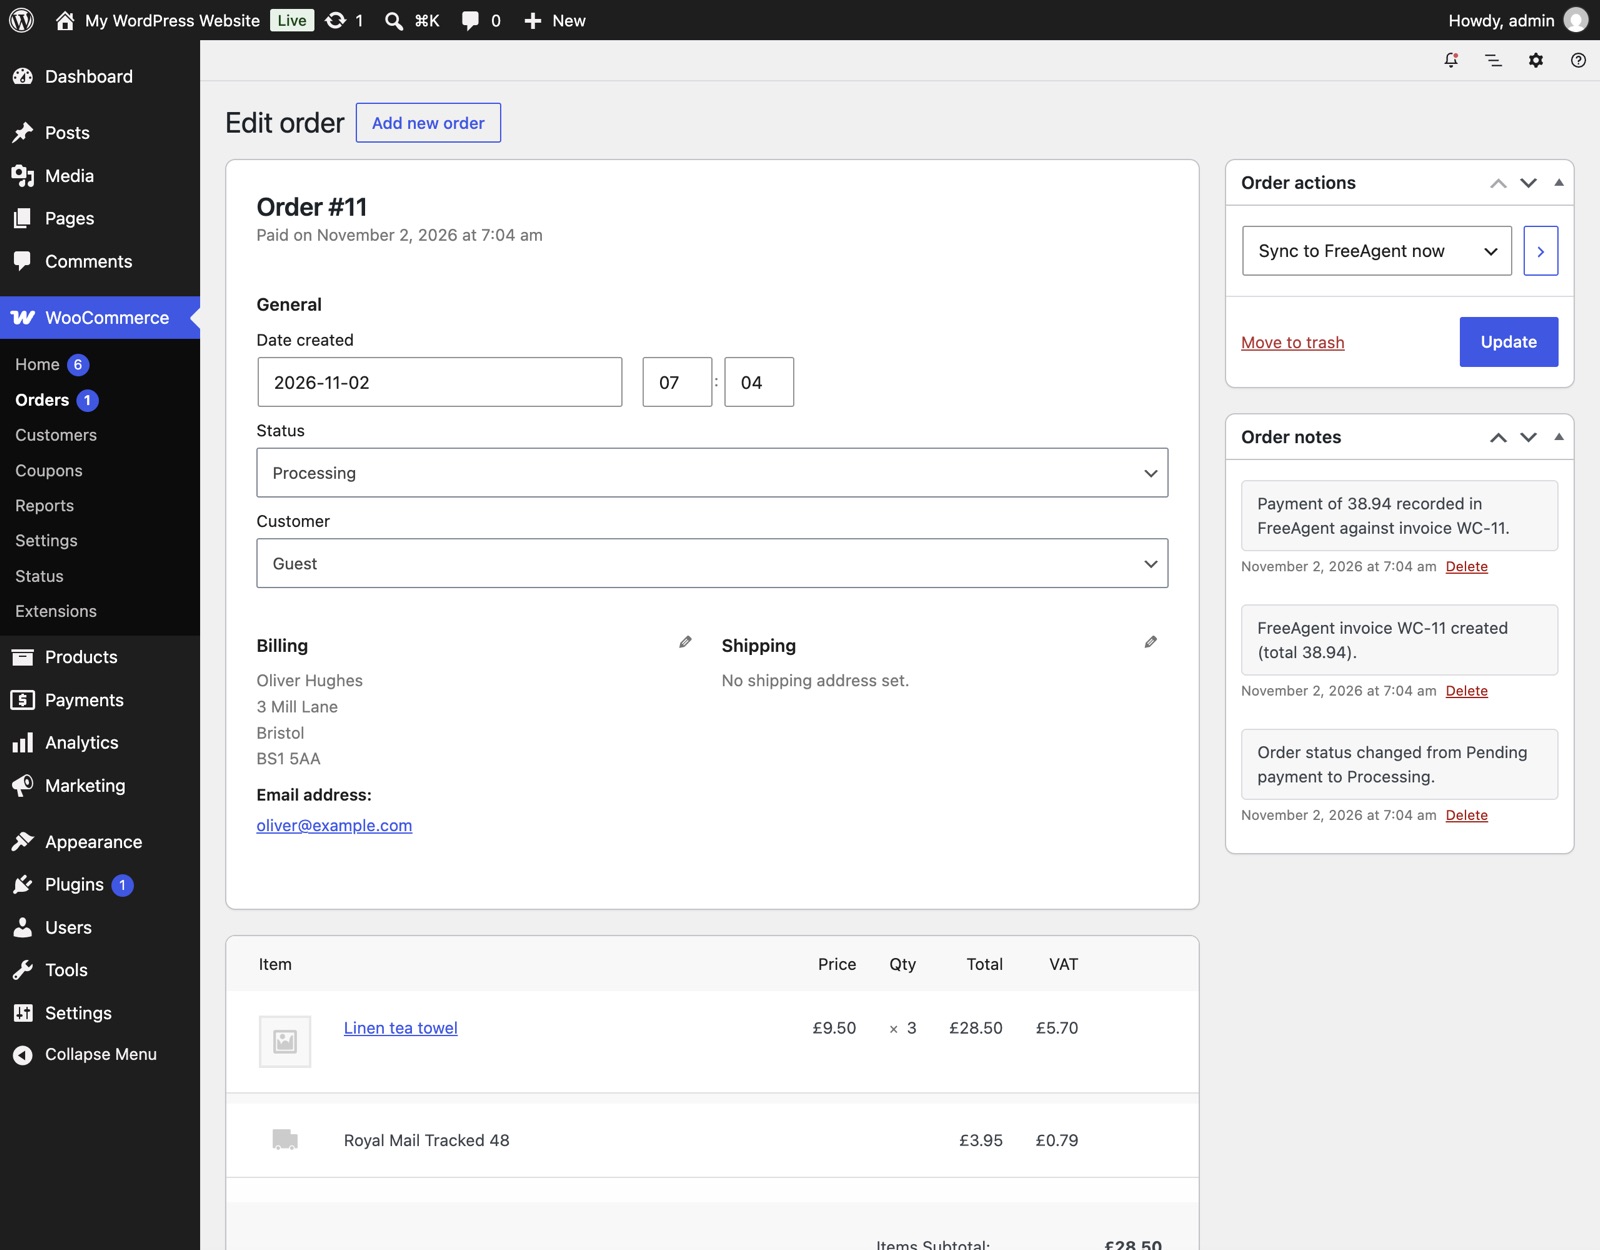 My WordPress Website Live 1 ⌘K 0 New Howdy, admin
Dashboard
Posts
Media
Pages
Comments
WooCommerce
Home 6
Orders 1
Customers
Coupons
Reports
Settings
Status
Extensions
Products
Payments
Analytics
Marketing
Appearance
Plugins 1
Users
Tools
Settings
Collapse Menu
Edit order Add new order
Order #11
Paid on November 2, 2026 at 7:04 am
General
Date created
2026-11-02 07 : 04
Status
Processing
Customer
Guest
Billing
Oliver Hughes
3 Mill Lane
Bristol
BS1 5AA
Email address:
oliver@example.com
Shipping
No shipping address set.
Item Price Qty Total VAT
Linen tea towel £9.50 × 3 £28.50 £5.70
Royal Mail Tracked 48 £3.95 £0.79
Items Subtotal: £28.50
Order actions
Sync to FreeAgent now
Move to trash Update
Order notes
Payment of 38.94 recorded in
FreeAgent against invoice WC-11.
November 2, 2026 at 7:04 am Delete
FreeAgent invoice WC-11 created
(total 38.94).
November 2, 2026 at 7:04 am Delete
Order status changed from Pending
payment to Processing.
November 2, 2026 at 7:04 am Delete